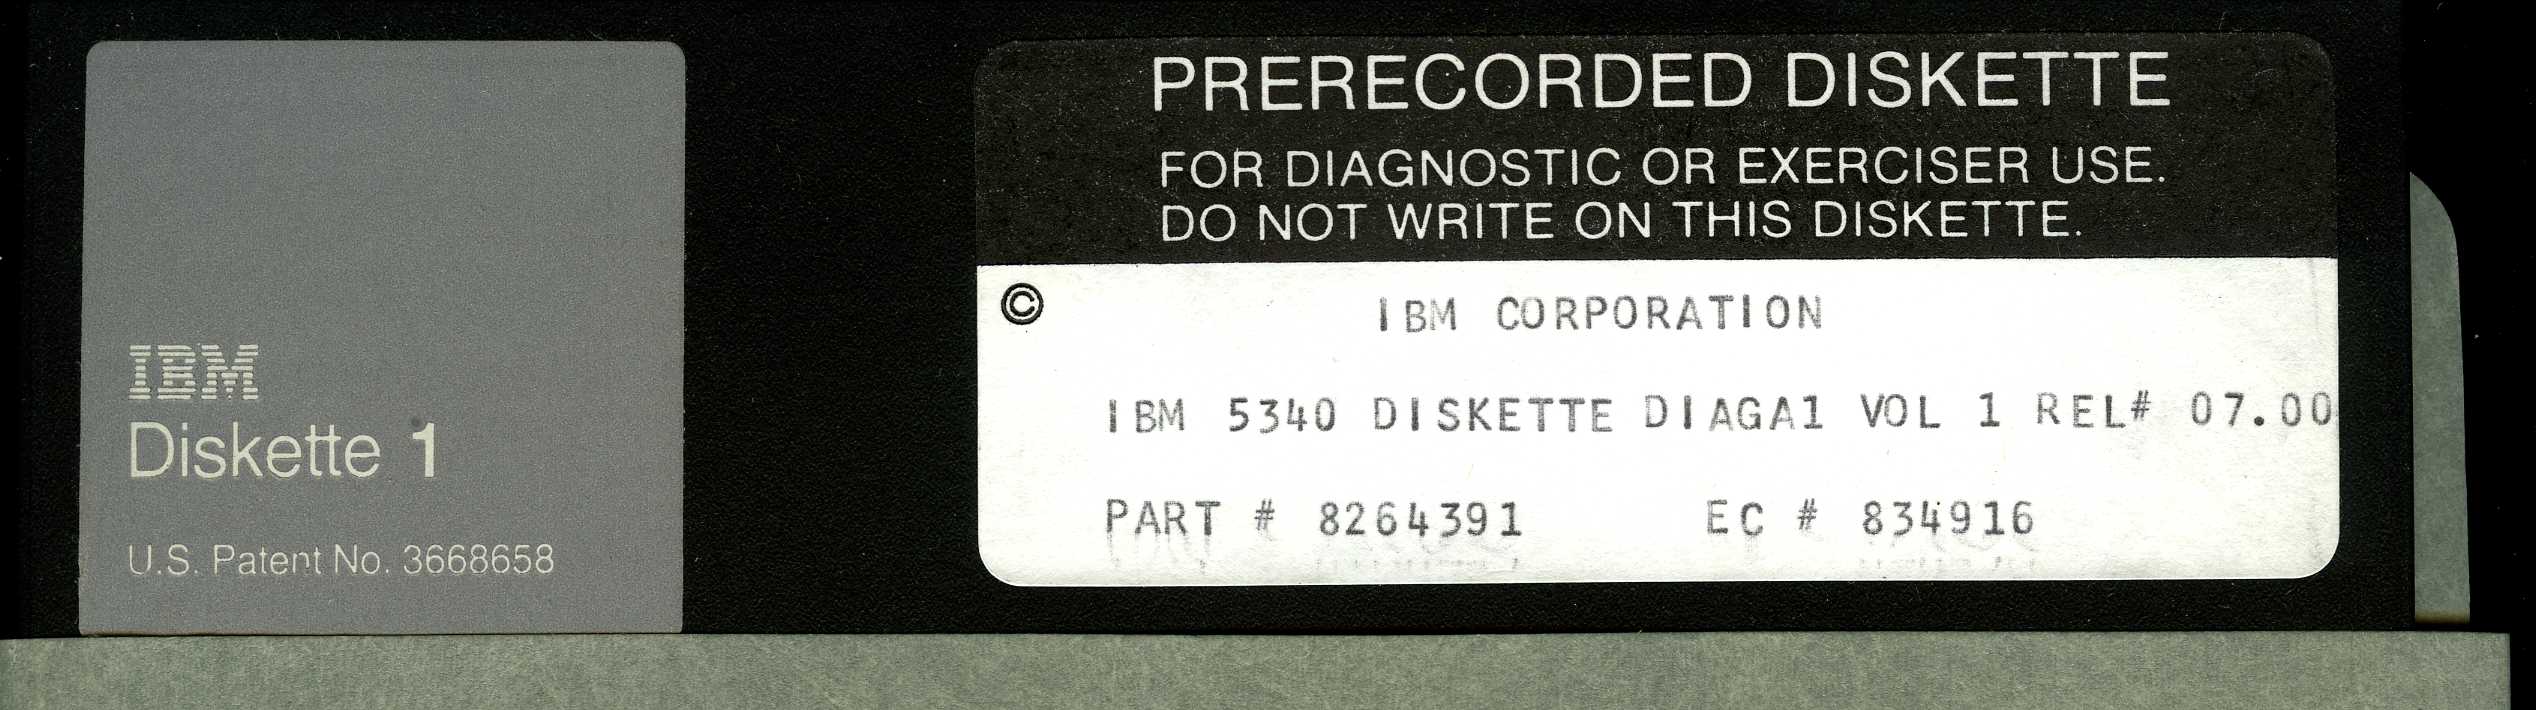 IBM
Diskette 1
U.S. Patent No. 3668658
PRERECORDED DISKETTE
FOR DIAGNOSTIC OR EXERCISER USE.
DO NOT WRITE ON THIS DISKETTE.
©
IBM CORPORATION
IBM 5340 DISKETTE DIAGA1 VOL 1 REL# 07.00
PART # 8264391 EC # 834916